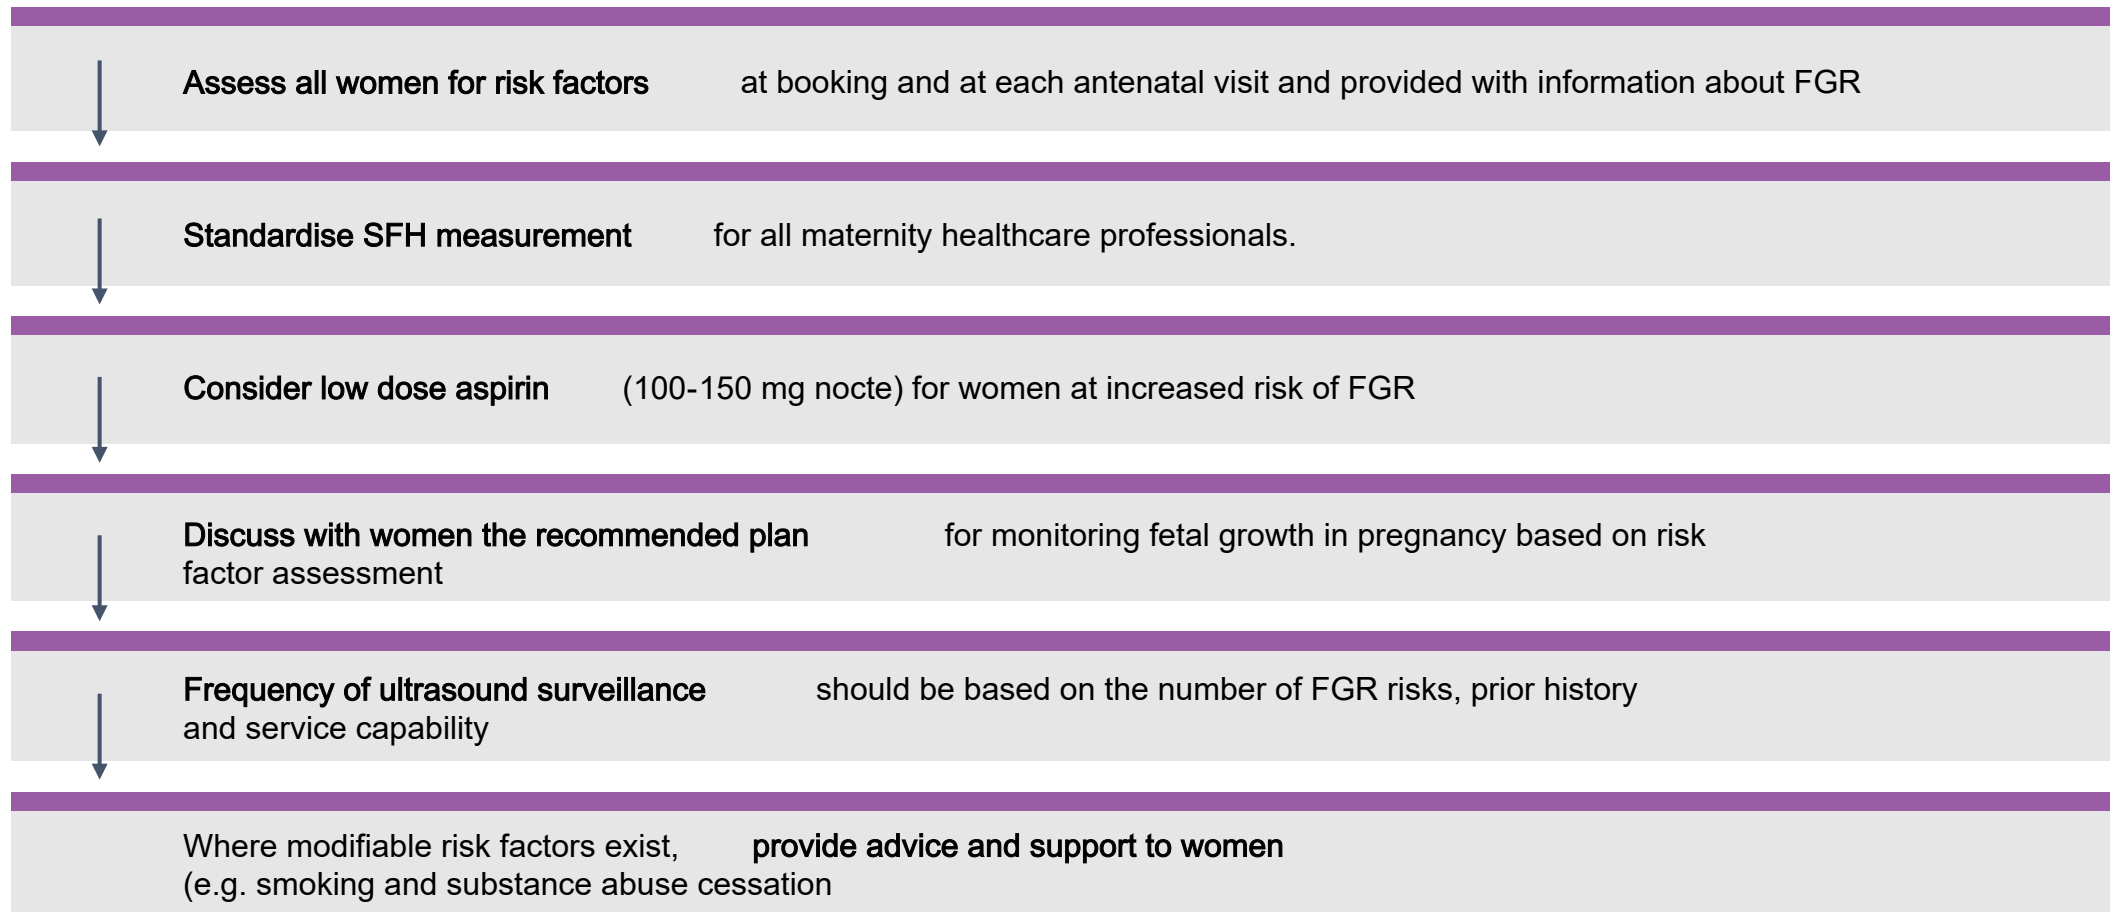 Assess all women for risk factors at booking and at each antenatal visit and provided with information about FGR
Standardise SFH measurement for all maternity healthcare professionals.
Consider low dose aspirin (100-150 mg nocte) for women at increased risk of FGR
Discuss with women the recommended plan for monitoring fetal growth in pregnancy based on risk
factor assessment
Frequency of ultrasound surveillance should be based on the number of FGR risks, prior history
and service capability
Where modifiable risk factors exist, provide advice and support to women
(e.g. smoking and substance abuse cessation